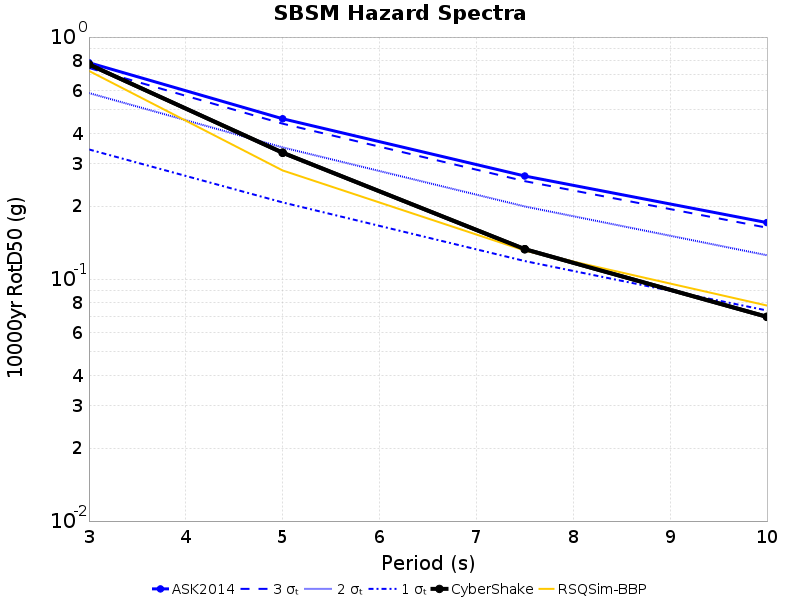 SBSM Hazard Spectra
10000yr RotD50 (g)
10⁰
8
6
4
3
2
10⁻¹
8
6
4
3
2
10⁻²
3 4 5 6 7 8 9 10
Period (s)
ASK2014 3 σₜ 2 σₜ 1 σₜ CyberShake RSQSim-BBP